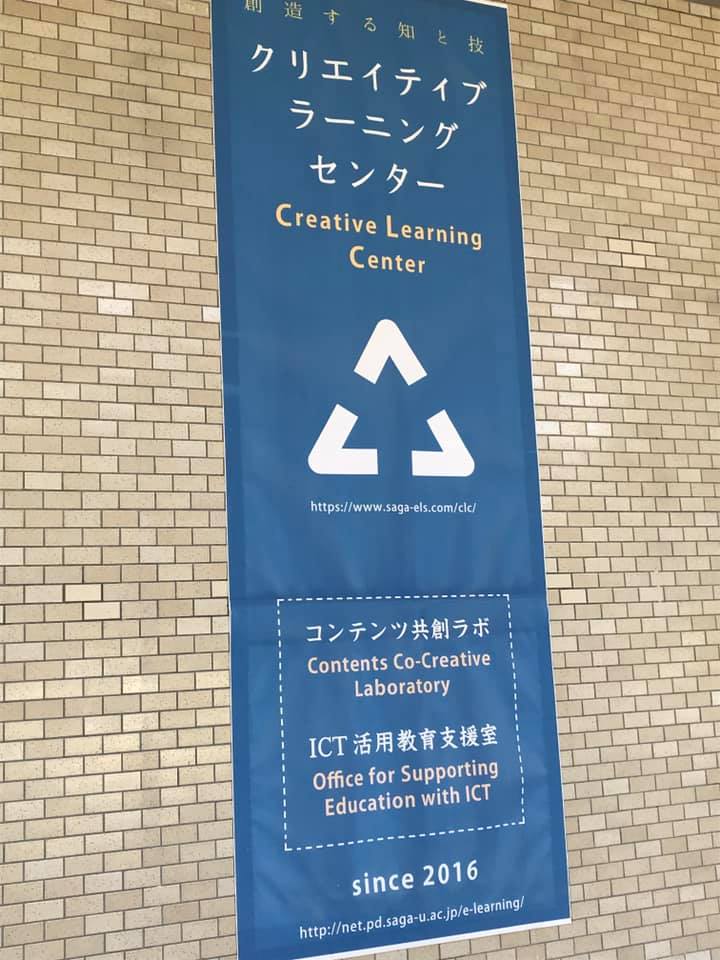 創造する知と技
クリエイティブ
ラーニング
センター
Creative Learning
Center
https://www.saga-els.com/clc/
コンテンツ共創ラボ
Contents Co-Creative
Laboratory
ICT 活用教育支援室
Office for Supporting
Education with ICT
since 2016
http://net.pd.saga-u.ac.jp/e-learning/